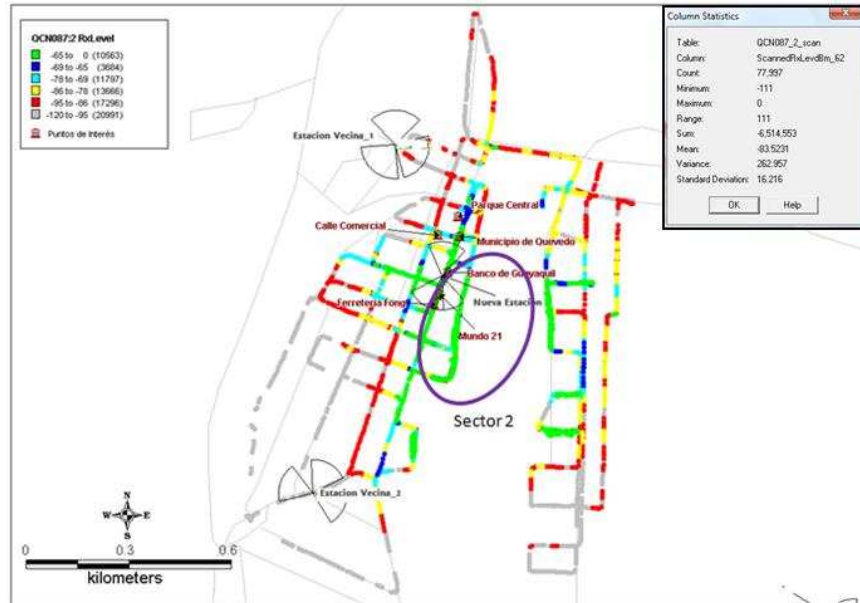 QCN087:2 RxLevel
-65 to 0 (10563)
-69 to -65 (3684)
-78 to -69 (11797)
-86 to -78 (13666)
-95 to -86 (17296)
-120 to -95 (20991)
Puntos de Interés
Column Statistics
Table: QCN087_2_scan
Column: ScannedRxLevdBm_62
Count: 77,997
Minimum: -111
Maximum: 0
Range: 111
Sum: -6,514,553
Mean: -83.5231
Variance: 262.957
Standard Deviation: 16.216
OK Help
Estacion Vecina_1
Parque Central
Calle Comercial
Municipio de Quevedo
Banco de Guayaquil
Ferreteria Fong
Nueva Estacion
Mundo 21
Sector 2
Estacion Vecina_2
N
W E
S
0 0.3 0.6
kilometers